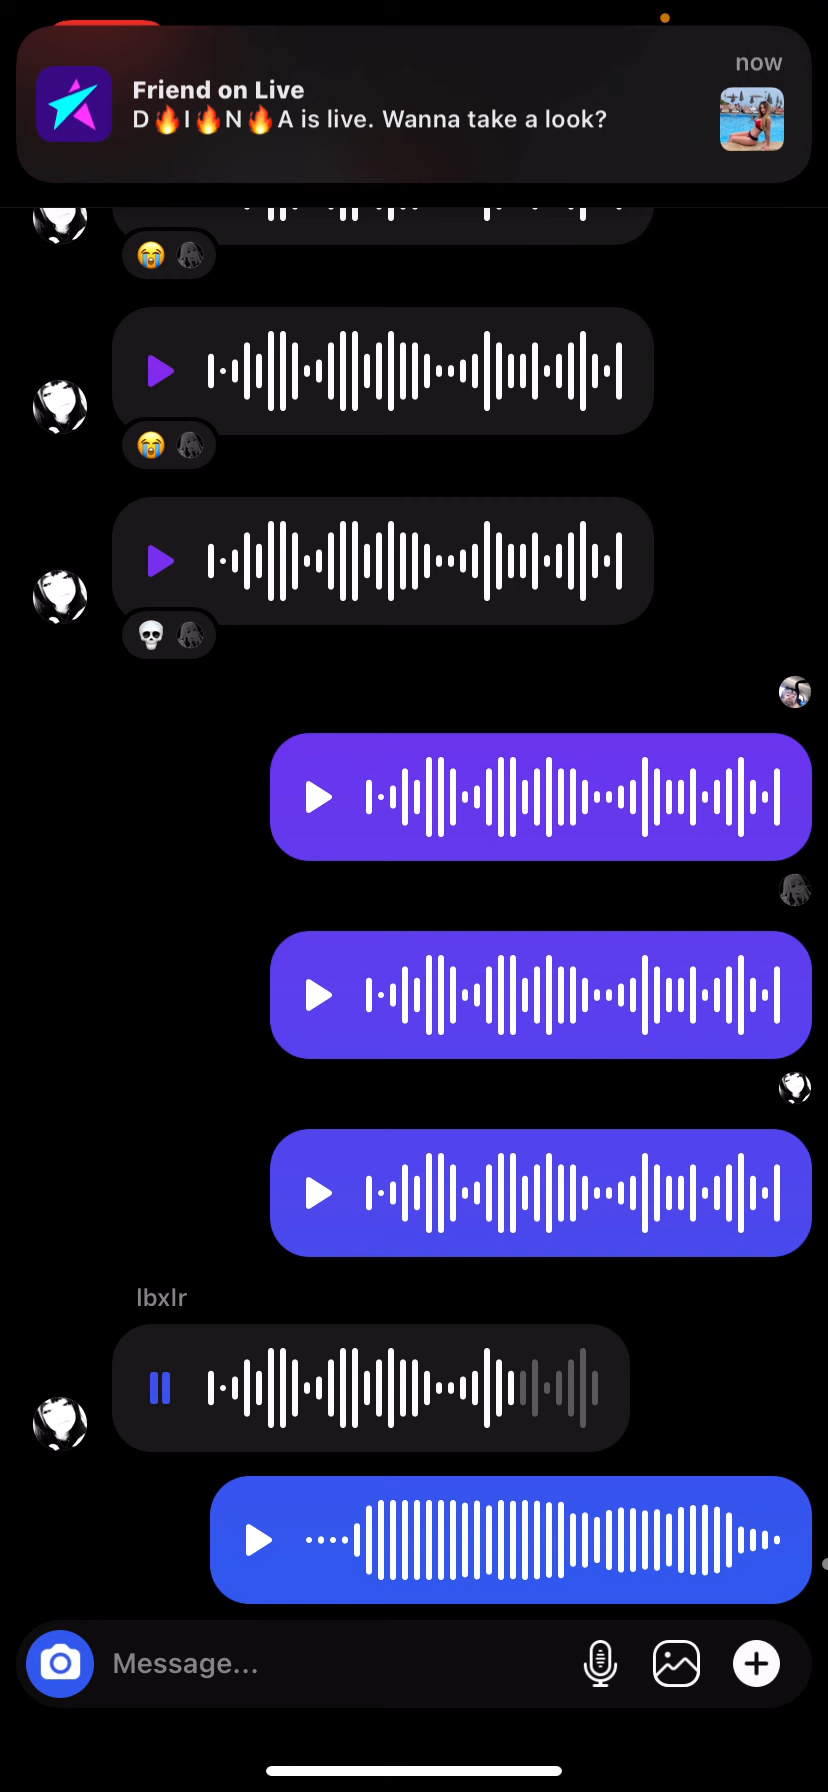 now
Friend on Live
D🔥I🔥N🔥A is live. Wanna take a look?
lbxlr
Message...